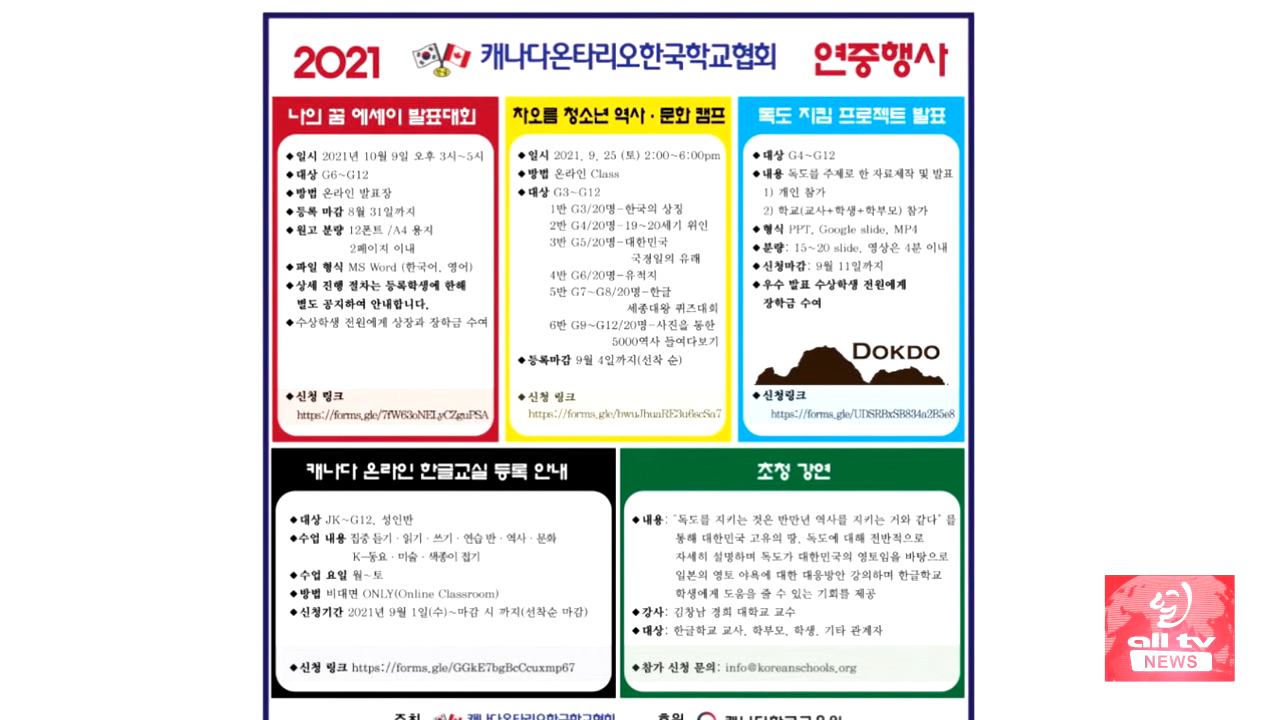 2021 캐나다온타리오한국학교협회 연중행사
나의 꿈 에세이 발표대회
◆일시 2021년 10월 9일 오후 3시~5시
◆대상 G6~G12
◆방법 온라인 발표장
◆등록 마감 8월 31일까지
◆원고 분량 12폰트 /A4 용지
2페이지 이내
◆파일 형식 MS Word (한국어, 영어)
◆상세 진행 절차는 등록학생에 한해
별도 공지하여 안내합니다.
◆수상학생 전원에게 상장과 장학금 수여
◆신청 링크
https://forms.gle/7fW63oNELyCZguPSA
차오름 청소년 역사·문화 캠프
◆일시 2021. 9. 25 (토) 2:00~6:00pm
◆방법 온라인 Class
◆대상 G3~G12
1반 G3/20명-한국의 상징
2반 G4/20명-19~20세기 위인
3반 G5/20명-대한민국
국경일의 유래
4반 G6/20명-유적지
5반 G7~G8/20명-한글
세종대왕 퀴즈대회
6반 G9~G12/20명-사진을 통한
5000역사 들여다보기
◆등록마감 9월 4일까지(선착 순)
◆신청 링크
https://forms.gle/hwuJhuaRE3u6scSa7
독도 지킴 프로젝트 발표
◆대상 G4~G12
◆내용 독도를 주제로 한 자료제작 및 발표
1) 개인 참가
2) 학교(교사+학생+학부모) 참가
◆형식 PPT, Google slide, MP4
◆분량: 15~20 slide, 영상은 4분 이내
◆신청마감: 9월 11일까지
◆우수 발표 수상학생 전원에게
장학금 수여
DOKDO
◆신청링크
https://forms.gle/UDSRBxSB834a2B5e8
캐나다 온라인 한글교실 등록 안내
◆대상 JK~G12, 성인반
◆수업 내용 집중 듣기·읽기·쓰기·연습 반·역사·문화
K-동요·미술·색종이 접기
◆수업 요일 월~토
◆방법 비대면 ONLY(Online Classroom)
◆신청기간 2021년 9월 1일(수)~마감 시 까지(선착순 마감)
◆신청 링크 https://forms.gle/GGkE7bgBcCcuxmp67
초청 강연
◆내용: "독도를 지키는 것은 반만년 역사를 지키는 거와 같다" 를
통해 대한민국 고유의 땅, 독도에 대해 전반적으로
자세히 설명하며 독도가 대한민국의 영토임을 바탕으로
일본의 영토 야욕에 대한 대응방안 강의하며 한글학교
학생에게 도움을 줄 수 있는 기회를 제공
◆강사: 김창남 경희 대학교 교수
◆대상: 한글학교 교사, 학부모, 학생, 기타 관계자
◆참가 신청 문의: info@koreanschools.org
주최 캐나다온타리오한국학교협회 후원
all tv
NEWS